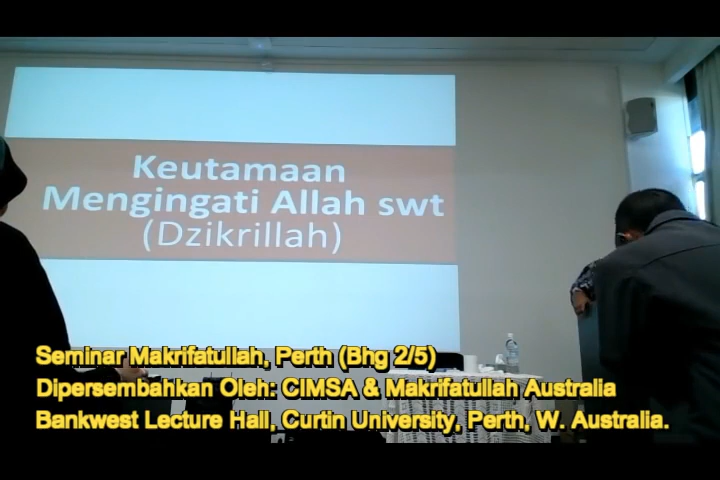 Keutamaan
Mengingati Allah swt
(Dzikrillah)
Seminar Makrifatullah, Perth (Bhg 2/5)
Dipersembahkan Oleh: CIMSA & Makrifatullah Australia
Bankwest Lecture Hall, Curtin University, Perth, W. Australia.